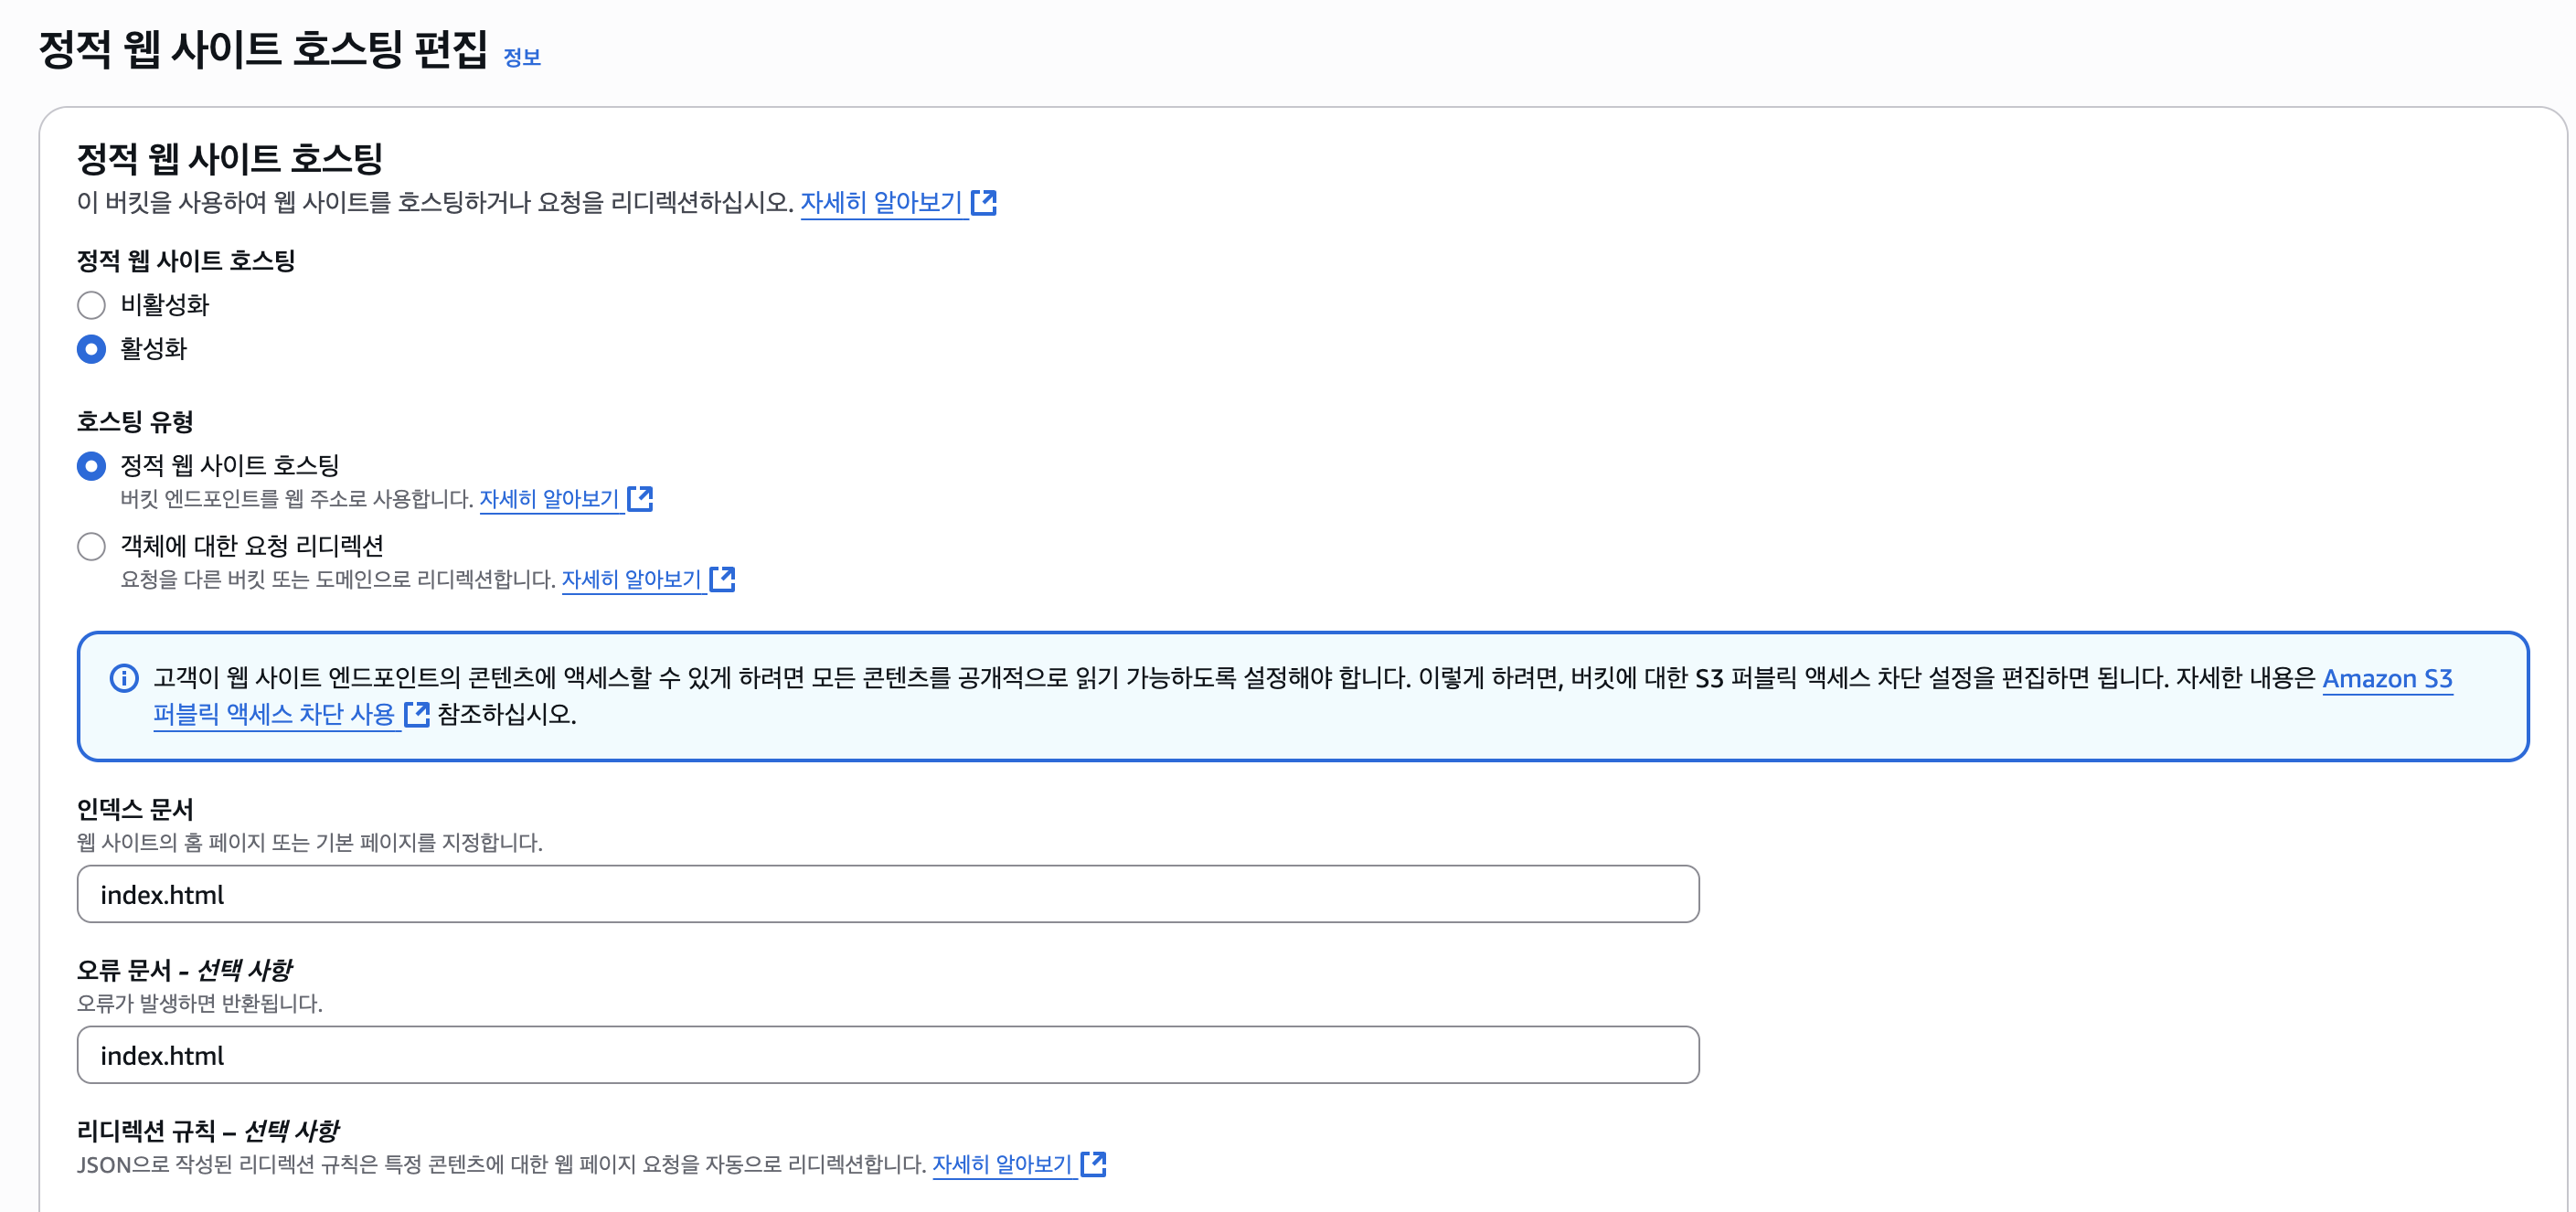 정적 웹 사이트 호스팅 편집 정보
정적 웹 사이트 호스팅
이 버킷을 사용하여 웹 사이트를 호스팅하거나 요청을 리디렉션하십시오. 자세히 알아보기
정적 웹 사이트 호스팅
비활성화
활성화
호스팅 유형
정적 웹 사이트 호스팅
버킷 엔드포인트를 웹 주소로 사용합니다. 자세히 알아보기
객체에 대한 요청 리디렉션
요청을 다른 버킷 또는 도메인으로 리디렉션합니다. 자세히 알아보기
고객이 웹 사이트 엔드포인트의 콘텐츠에 액세스할 수 있게 하려면 모든 콘텐츠를 공개적으로 읽기 가능하도록 설정해야 합니다. 이렇게 하려면, 버킷에 대한 S3 퍼블릭 액세스 차단 설정을 편집하면 됩니다. 자세한 내용은 Amazon S3
퍼블릭 액세스 차단 사용 참조하십시오.
인덱스 문서
웹 사이트의 홈 페이지 또는 기본 페이지를 지정합니다.
index.html
오류 문서 - 선택 사항
오류가 발생하면 반환됩니다.
index.html
리디렉션 규칙 – 선택 사항
JSON으로 작성된 리디렉션 규칙은 특정 콘텐츠에 대한 웹 페이지 요청을 자동으로 리디렉션합니다. 자세히 알아보기